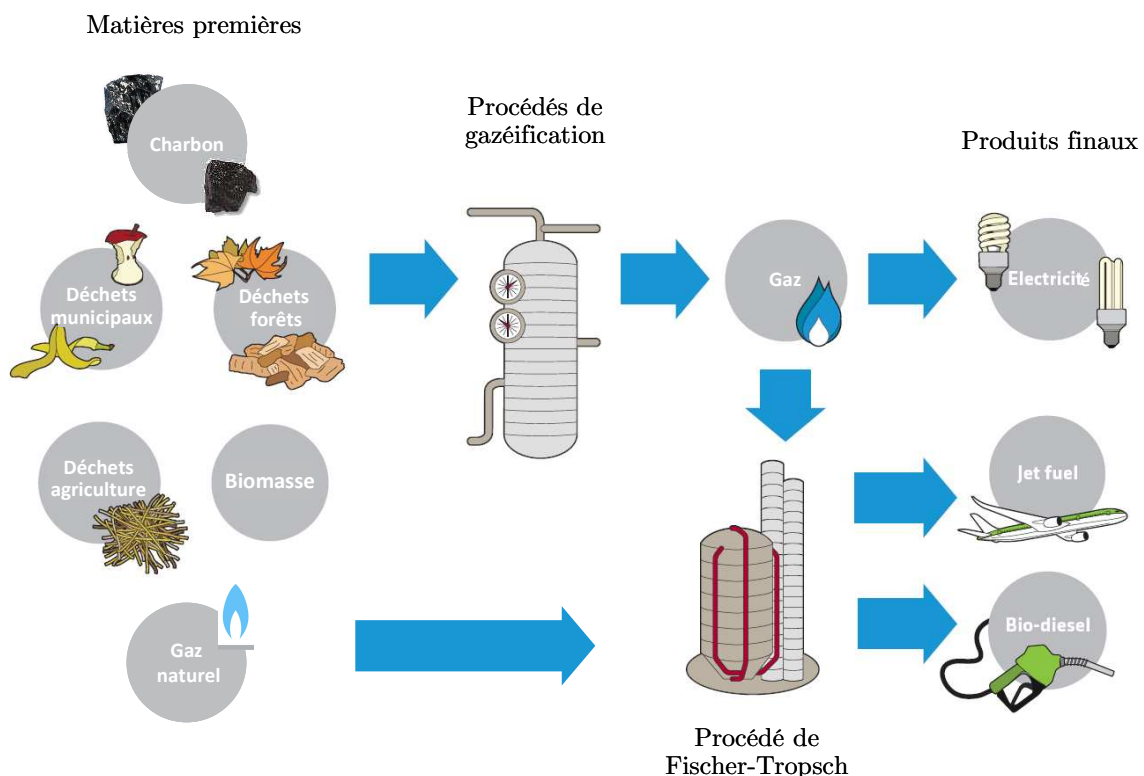 Matières premières
Charbon
Déchets
municipaux
Déchets
forêts
Déchets
agriculture
Biomasse
Gaz
naturel
Procédés de
gazéification
Gaz
Procédé de
Fischer-Tropsch
Produits finaux
Electricité
Jet fuel
Bio-diesel